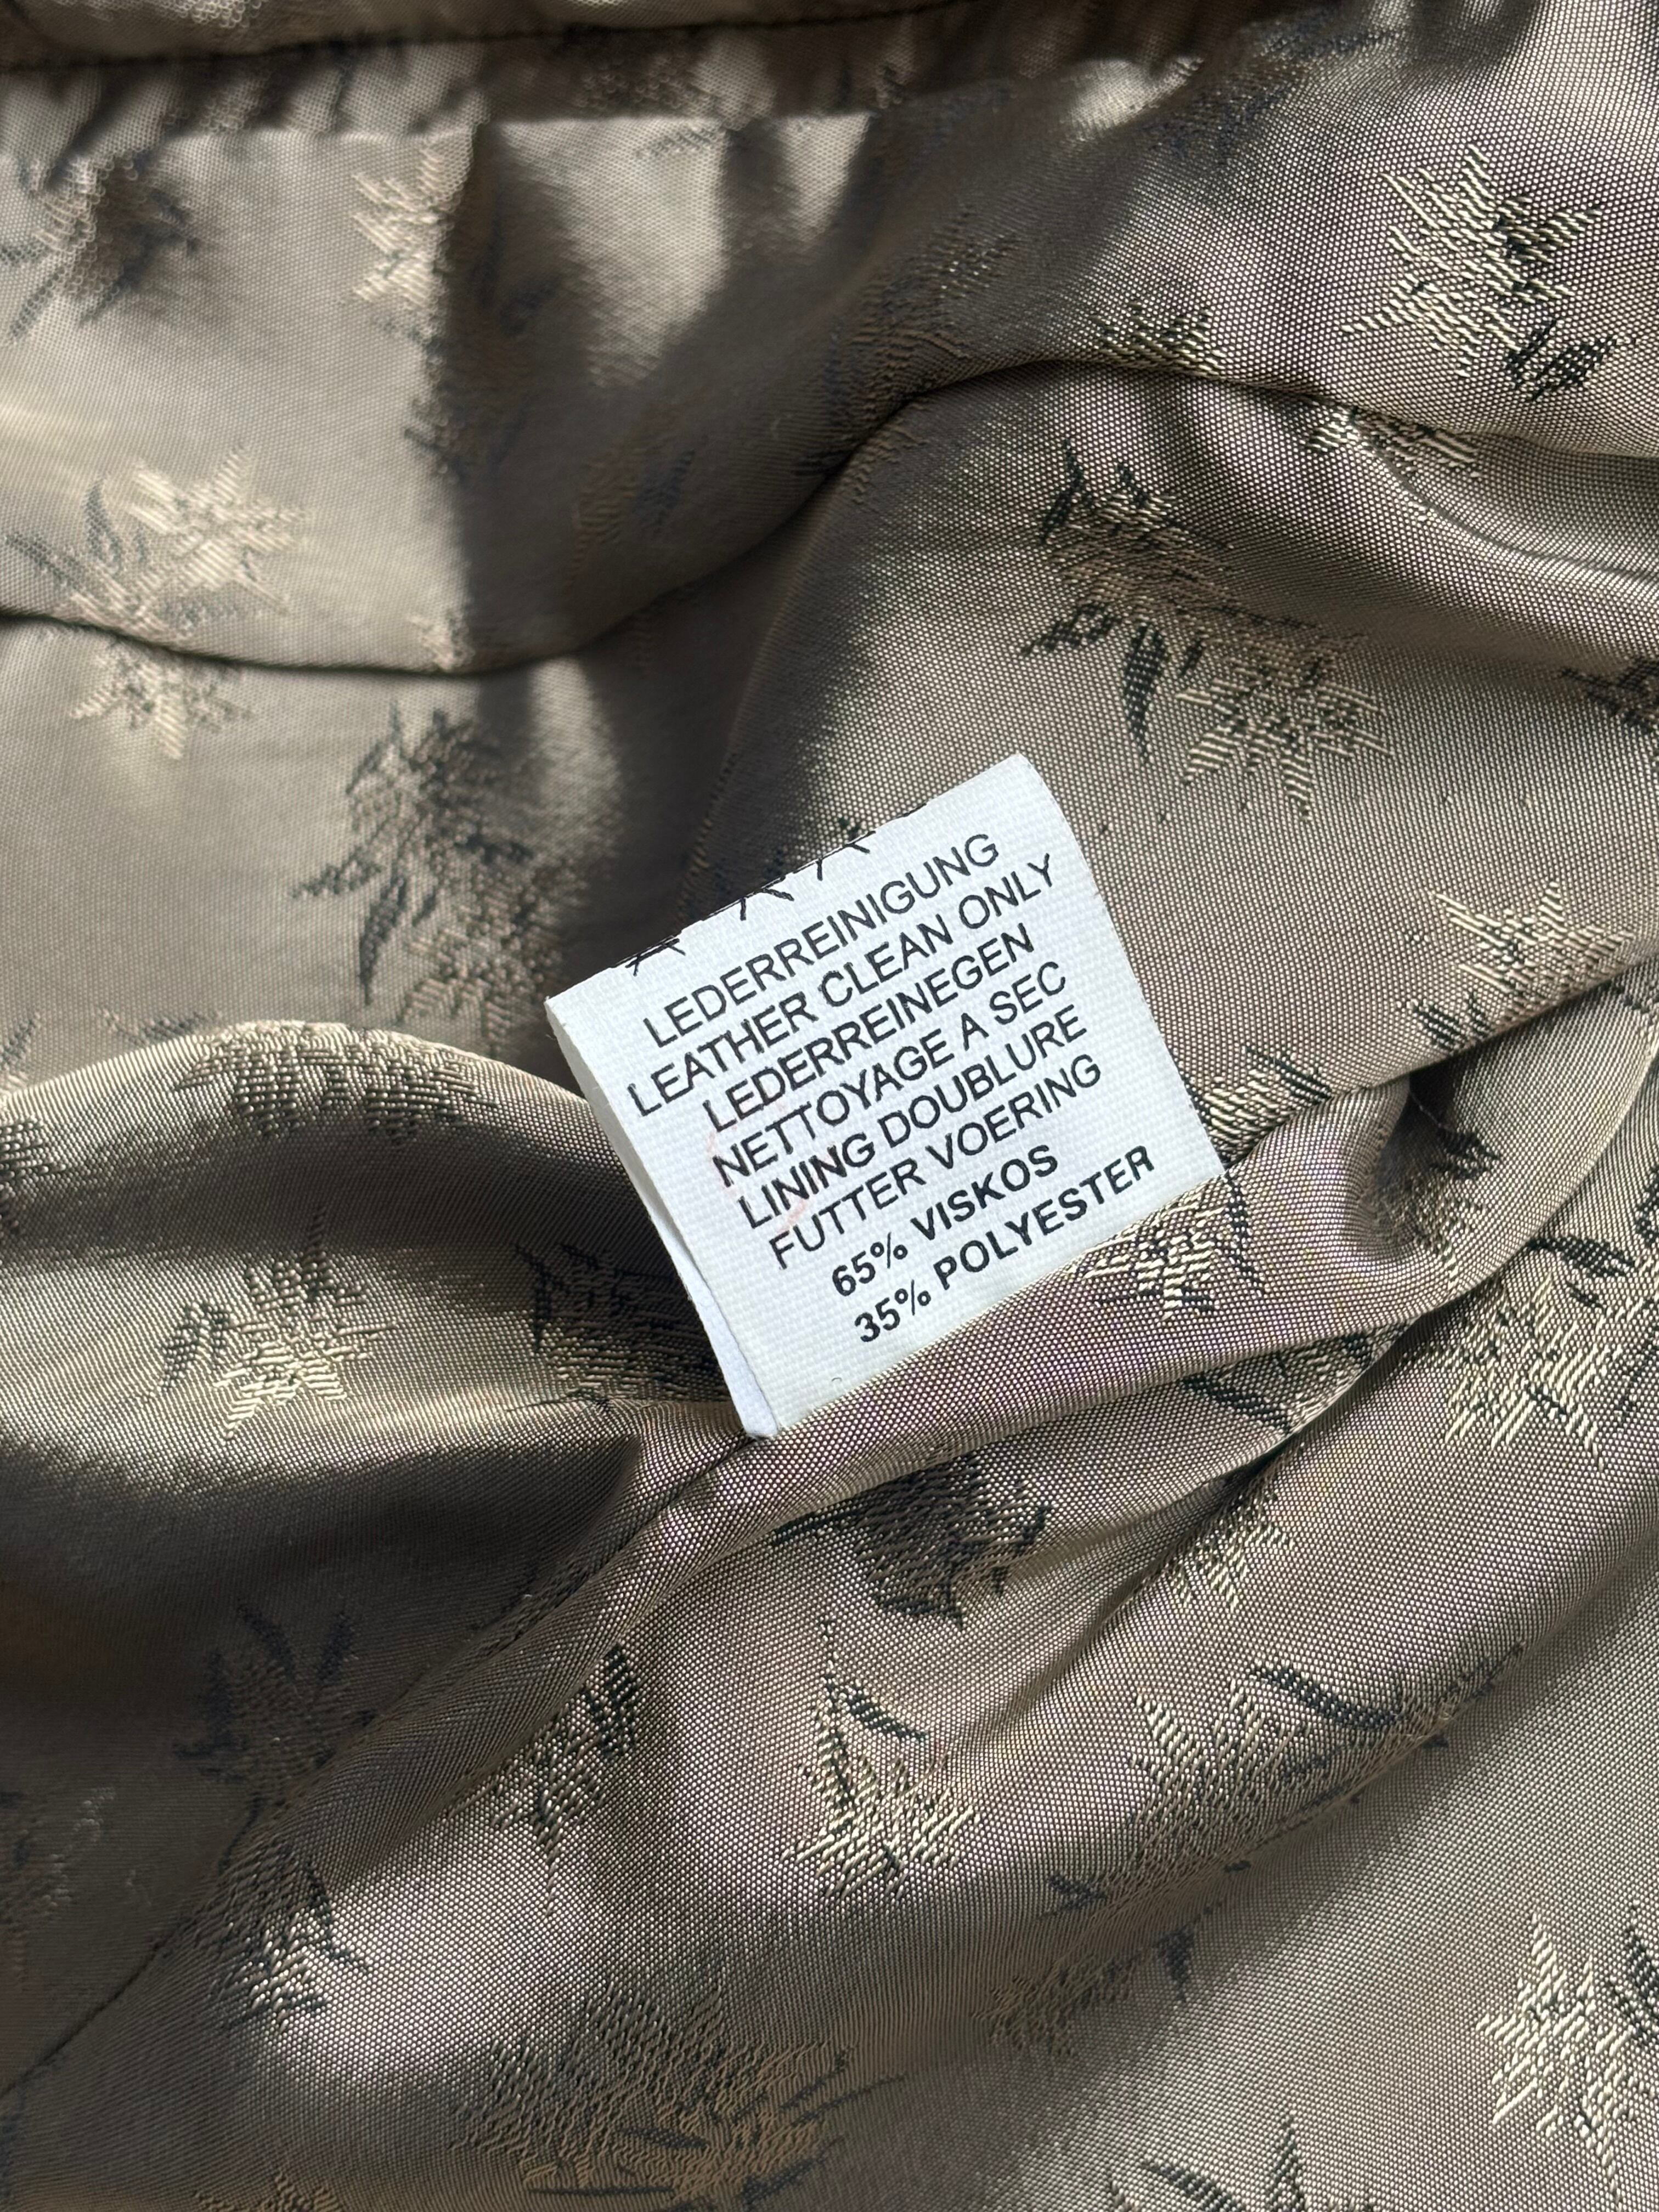 LEDERREINIGUNG
LEATHER CLEAN ONLY
LEDERREINEGEN
NETTOYAGE A SEC
LINING DOUBLURE
FUTTER VOERING
65% VISKOS
35% POLYESTER